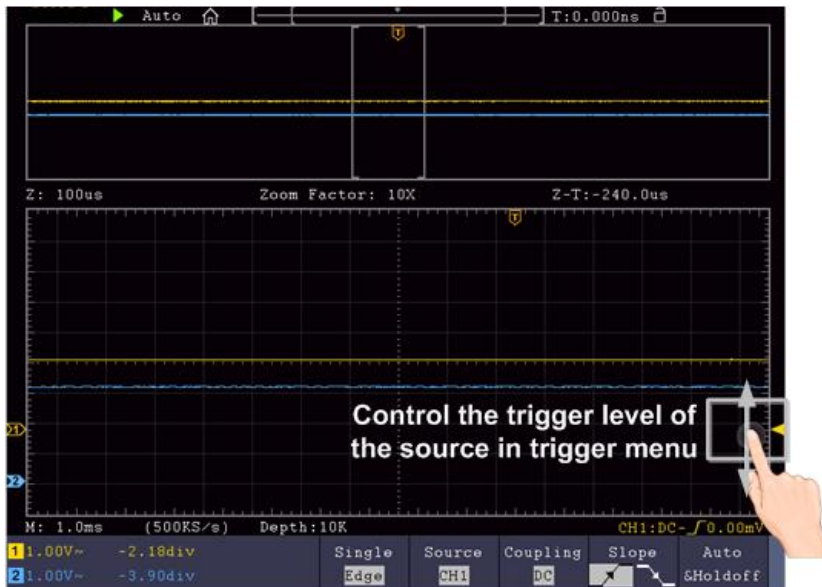 Auto T:0.000ns
T
Z: 100us Zoom Factor: 10X Z-T:-240.0us
T
Control the trigger level of
the source in trigger menu
1
2
M: 1.0ms (500KS/s) Depth:10K CH1:DC- 0.00mV
1 1.00V~ -2.18div Single Source Coupling Slope Auto
2 1.00V~ -3.90div Edge CH1 DC &Holdoff